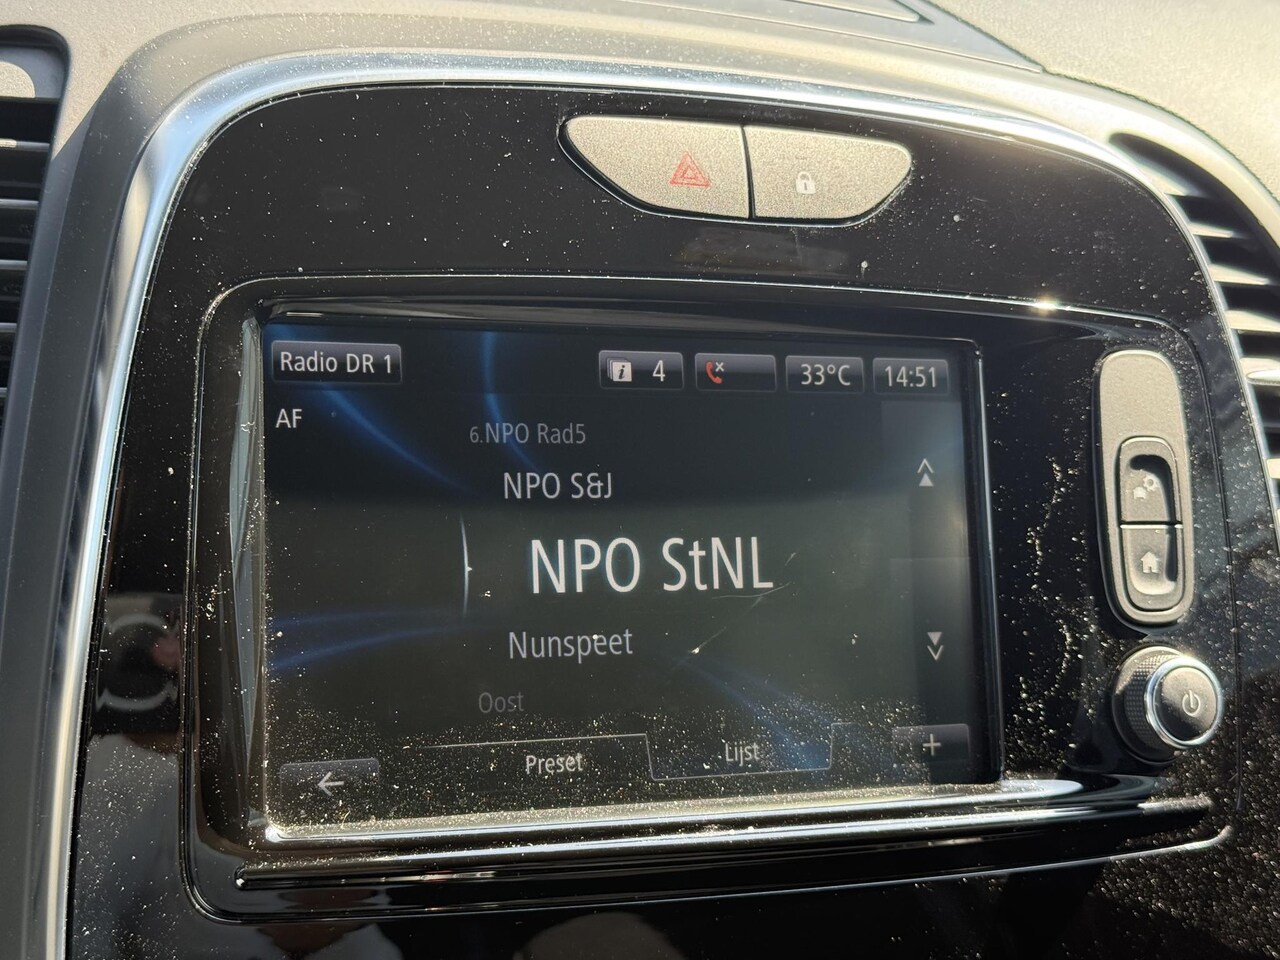 Radio DR 1
4
33°C
14:51
AF
6.NPO Rad5
NPO S&J
NPO StNL
Nunspeet
Oost
Preset
Lijst
+